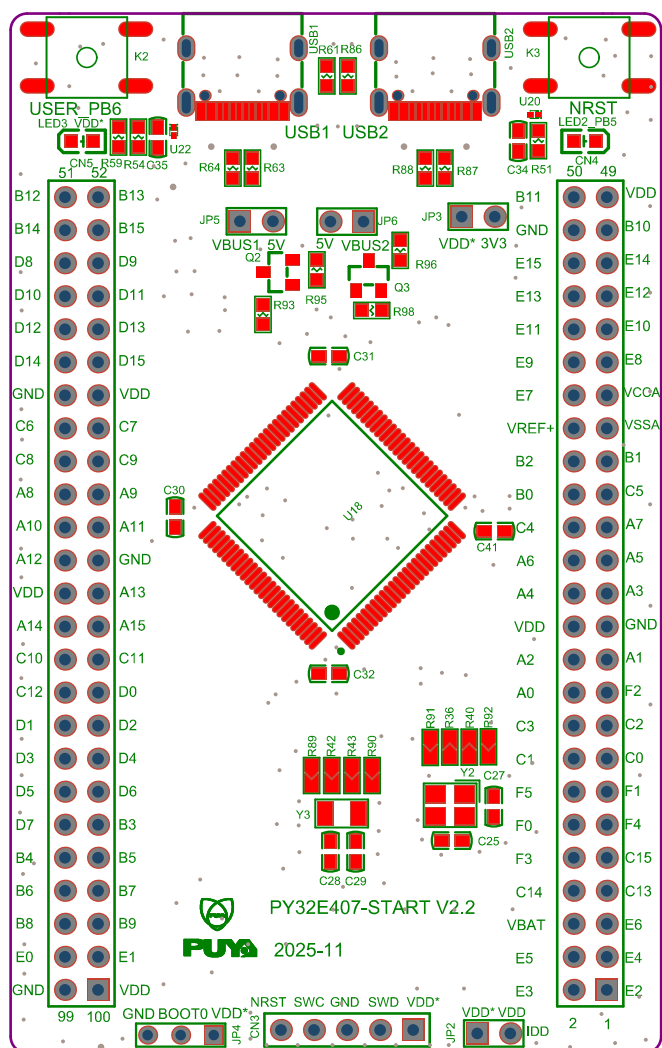 K2
USB1
R61
R86
USB2
K3
USER_PB6
USB1
USB2
NRST
LED3
VDD*
CN5
R59
R54
C35
U22
U20
C34
R51
LED2_PB5
CN4
R64
R63
R88
R87
51 52
50 49
JP5
VBUS1 5V
JP6
5V VBUS2
JP3
VDD* 3V3
Q2
R95
R96
Q3
R93
R98
C31
B12 B13
B14 B15
D8 D9
D10 D11
D12 D13
D14 D15
GND VDD
C6 C7
C8 C9
A8 A9
A10 A11
A12 GND
VDD A13
A14 A15
C10 C11
C12 D0
D1 D2
D3 D4
D5 D6
D7 B3
B4 B5
B6 B7
B8 B9
E0 E1
GND VDD
99 100
B11 VDD
GND B10
E15 E14
E13 E12
E11 E10
E9 E8
E7 VCCA
VREF+ VSSA
B2 B1
B0 C5
C4 A7
A6 A5
A4 A3
VDD GND
A2 A1
A0 F2
C3 C2
C1 C0
F5 F1
F0 F4
F3 C15
C14 C13
VBAT E6
E5 E4
E3 E2
2 1
C30
U18
C41
C32
R89
R42
R43
R90
R91
R36
R40
R92
Y3
Y2
C27
C25
C28
C29
PY32E407-START V2.2
PUYA
2025-11
GND BOOT0 VDD*
JP4
CN3
NRST SWC GND SWD VDD*
JP2
VDD* VDD
IDD